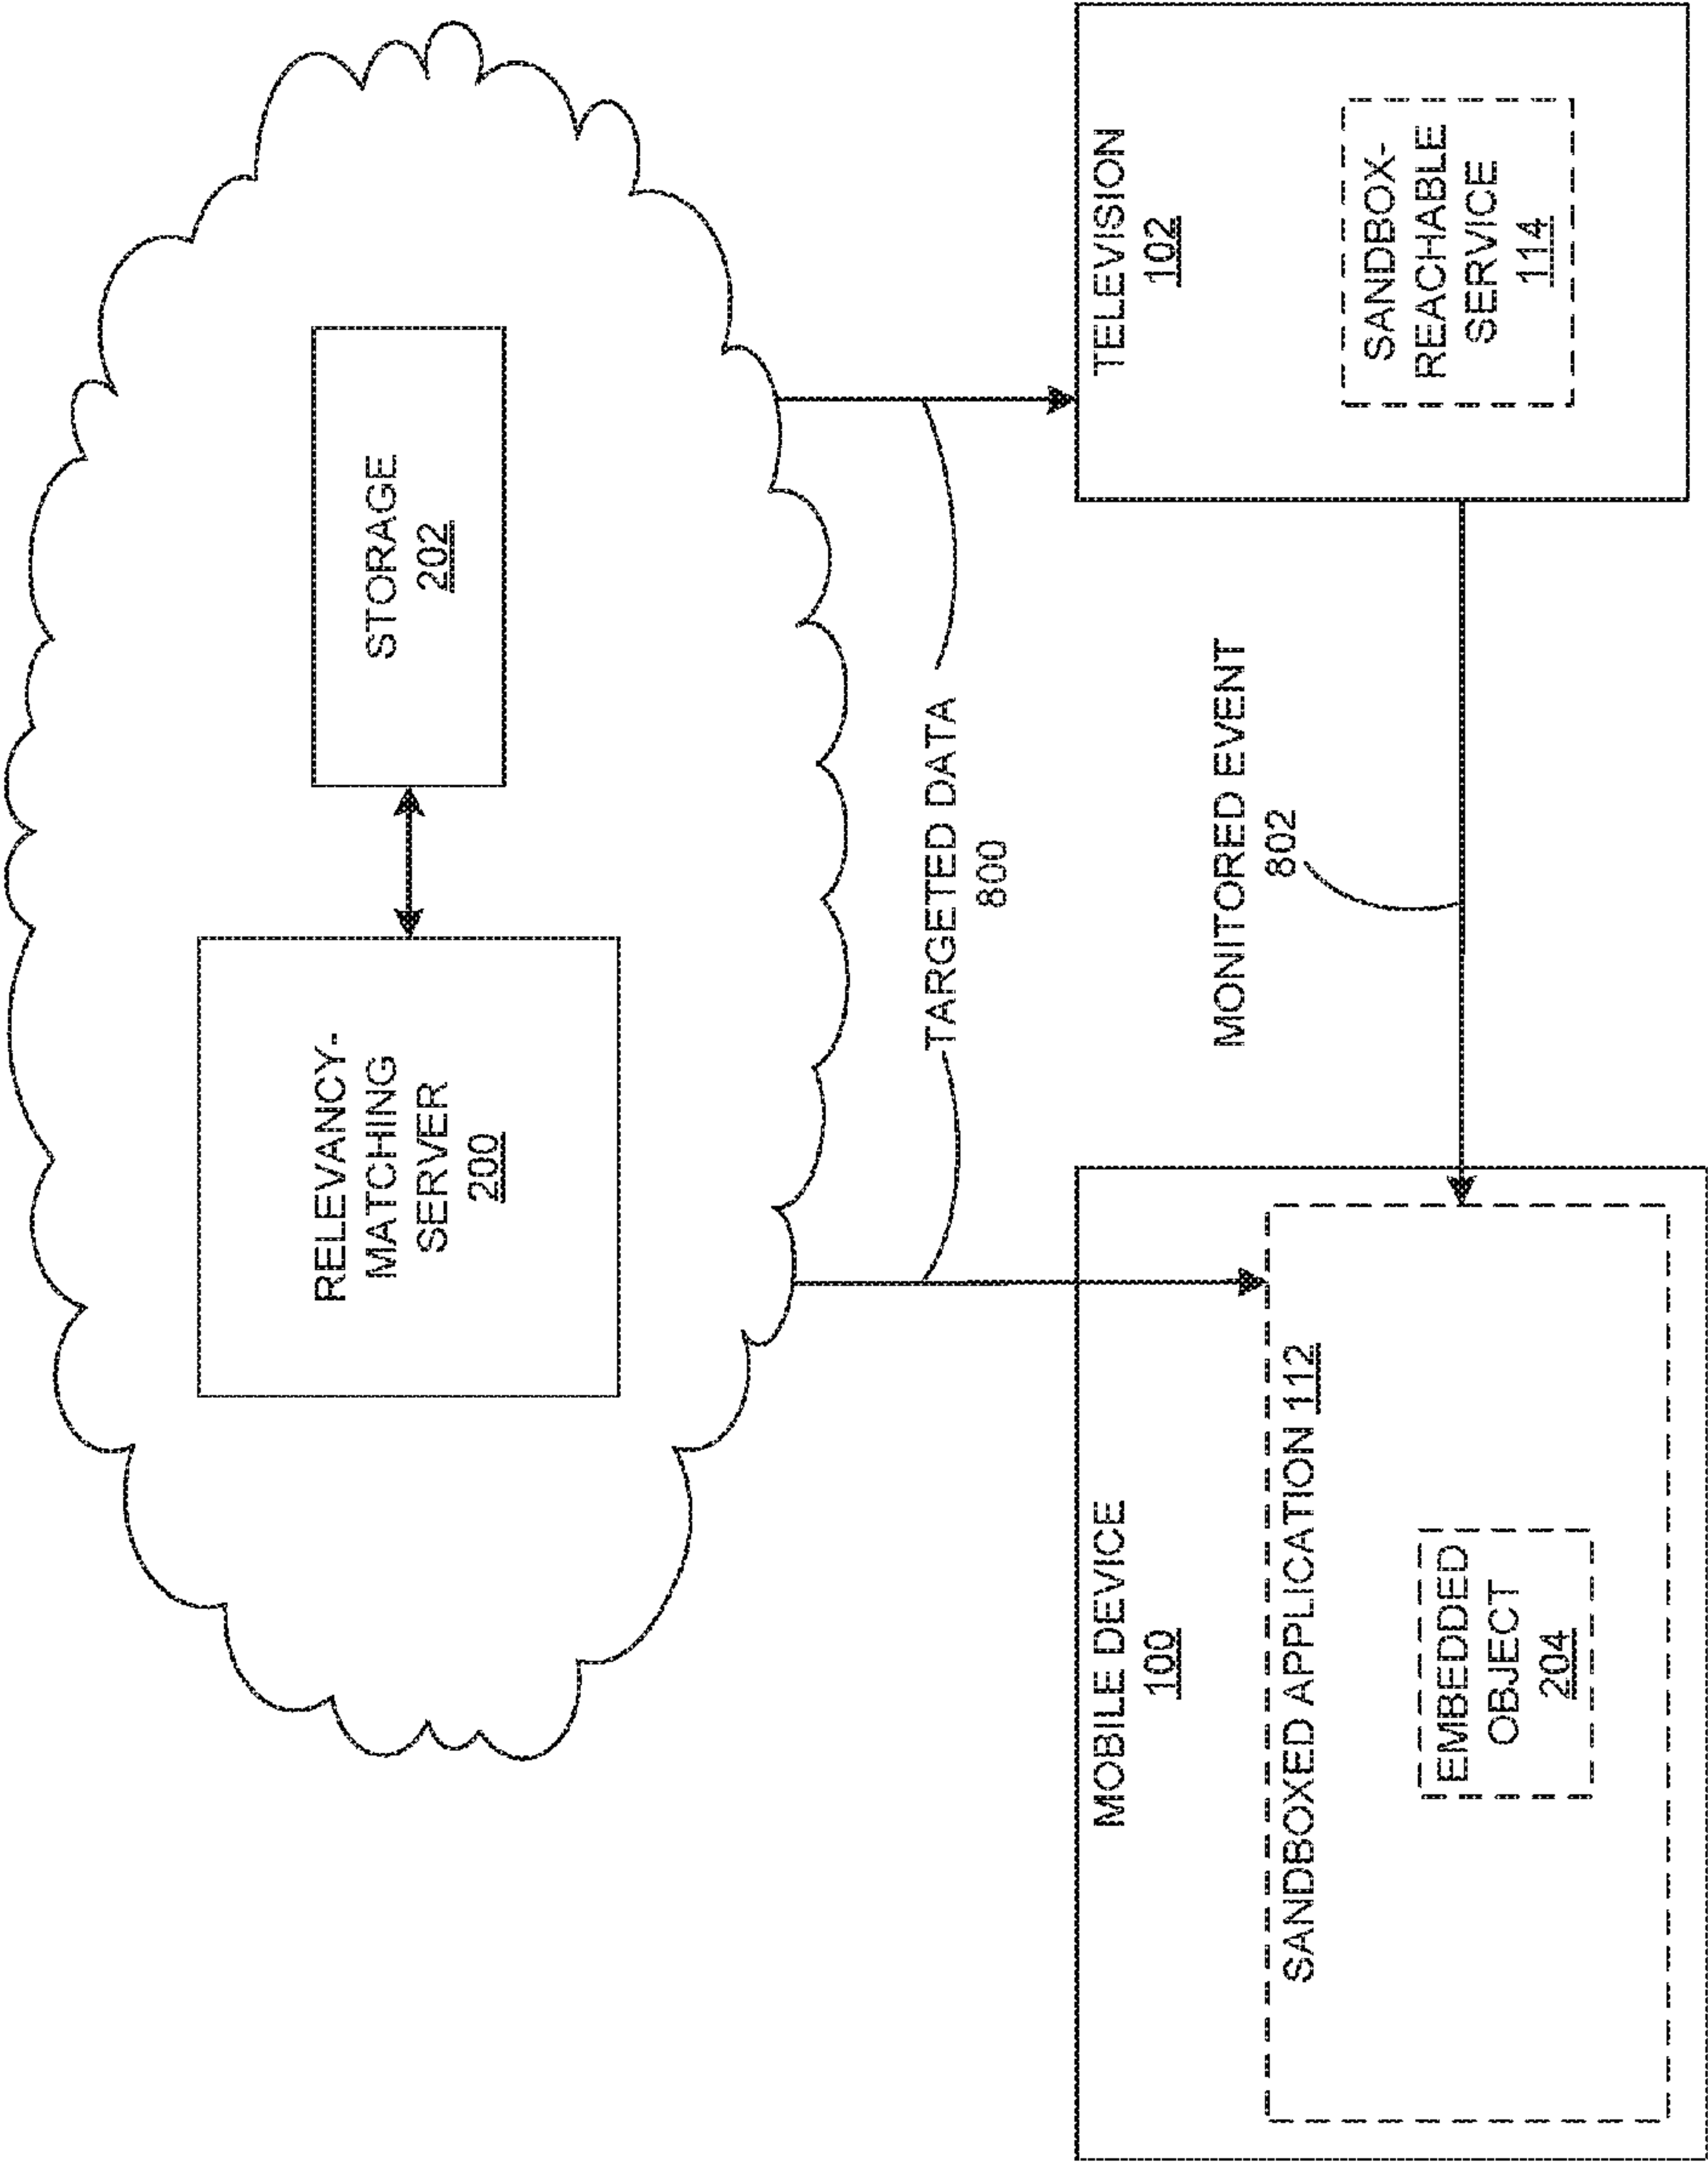 RELEVANCY-
MATCHING
SERVER
200
STORAGE
202
TARGETED DATA
800
MOBILE DEVICE
100
SANDBOXED APPLICATION 112
EMBEDDED
OBJECT
204
MONITORED EVENT
802
TELEVISION
102
SANDBOX-
REACHABLE
SERVICE
114